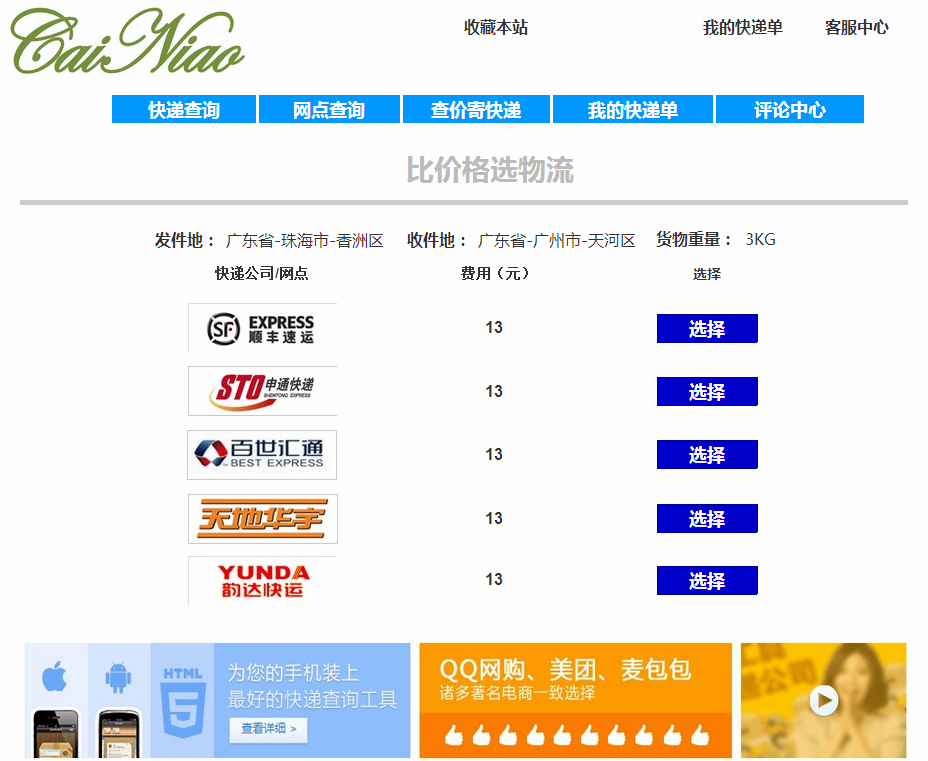 CaiNiao
收藏本站 我的快递单 客服中心
快递查询 网点查询 查价寄快递 我的快递单 评论中心
比价格选物流
发件地： 广东省-珠海市-香洲区 收件地： 广东省-广州市-天河区 货物重量： 3KG
快递公司/网点 费用（元） 选择
SF EXPRESS
顺丰速运
13 选择
STO 申通快递
SHENTONG EXPRESS
13 选择
百世汇通
BEST EXPRESS
13 选择
天地华宇 13 选择
YUNDA
韵达快运
13 选择
HTML
5
为您的手机装上
最好的快递查询工具
查看详细 >
QQ网购、美团、麦包包
诸多著名电商一致选择